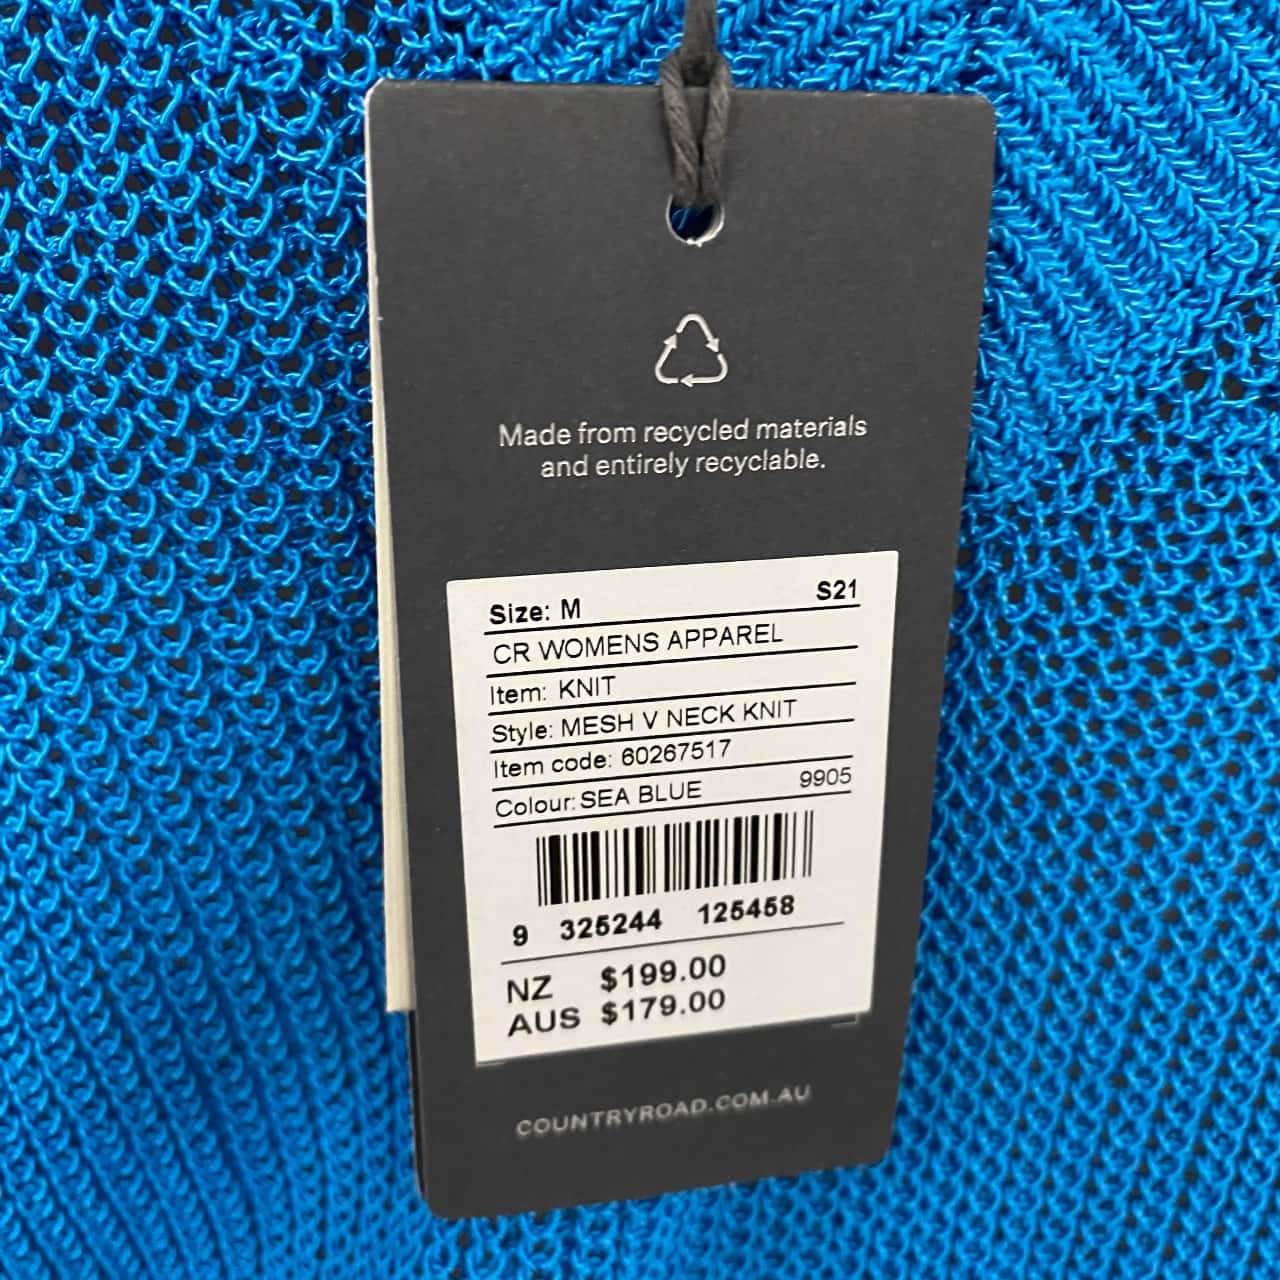 Made from recycled materials
and entirely recyclable.
Size: M S21
CR WOMENS APPAREL
Item: KNIT
Style: MESH V NECK KNIT
Item code: 60267517
Colour: SEA BLUE 9905
9 325244 125458
NZ $199.00
AUS $179.00
COUNTRYROAD.COM.AU